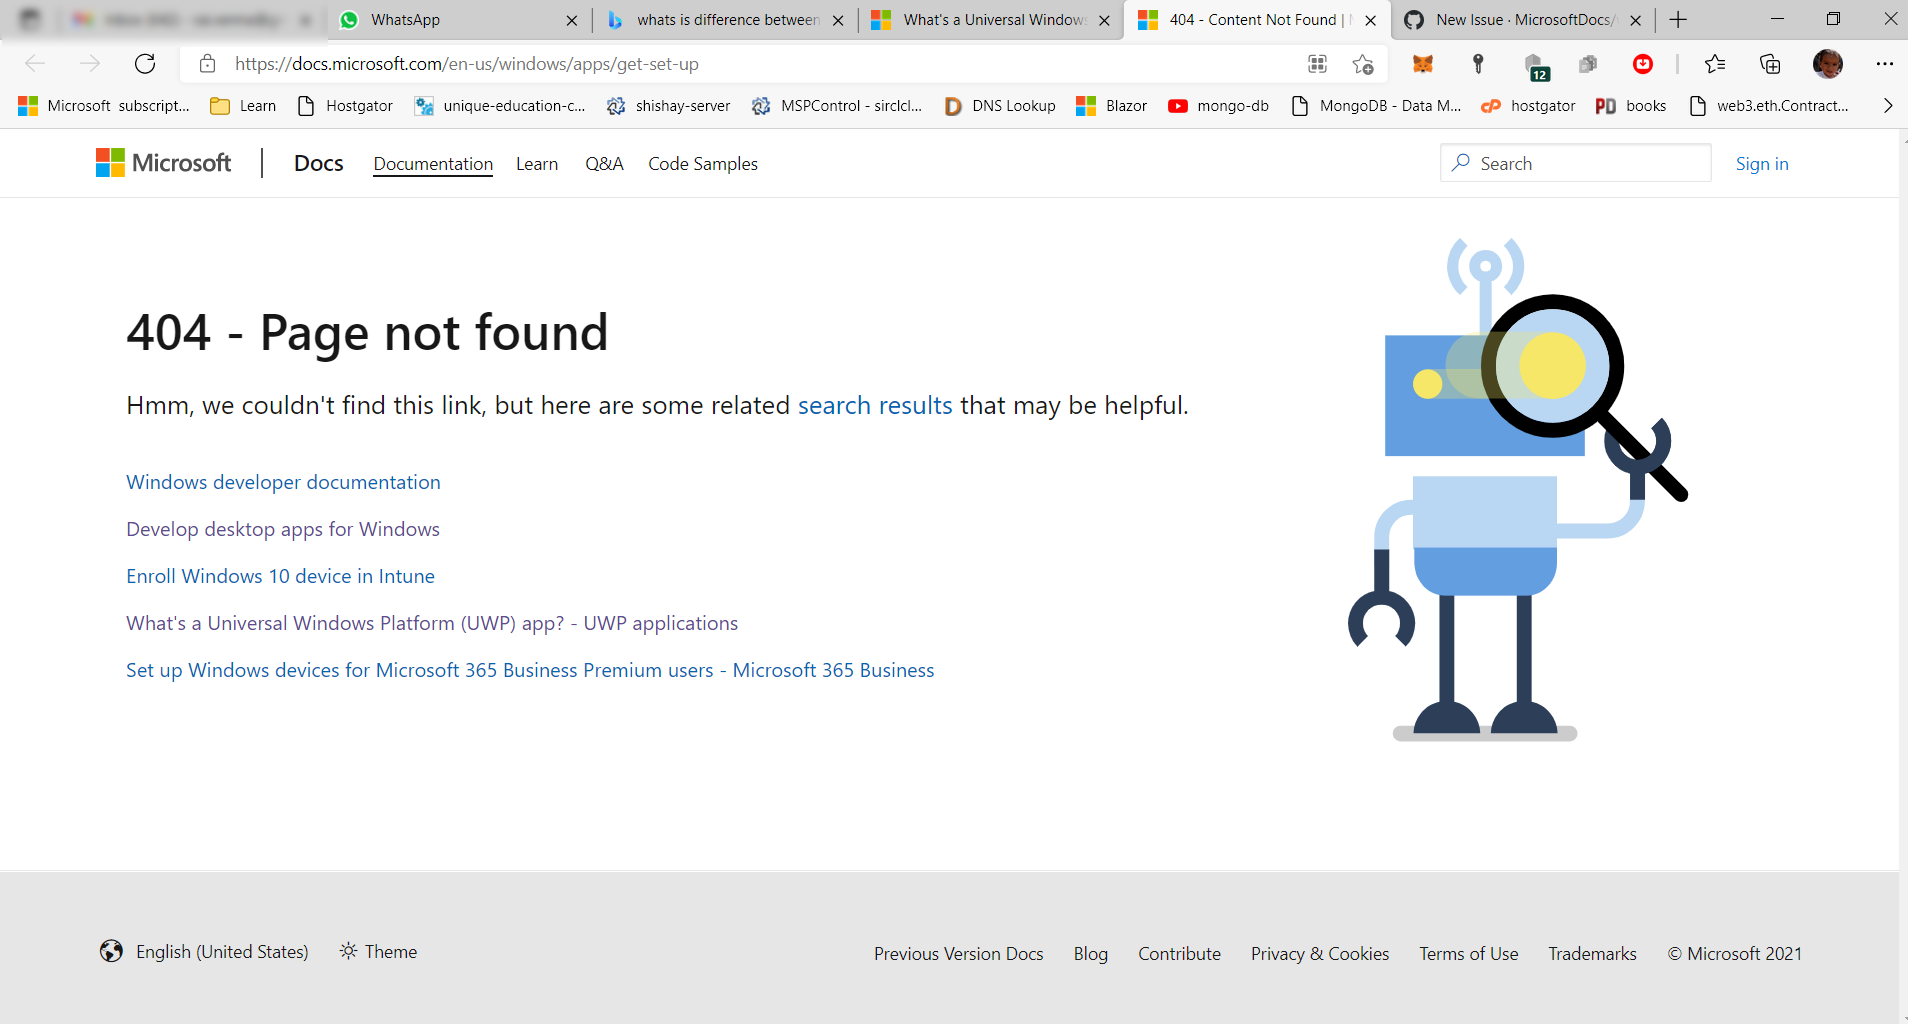 WhatsApp
whats is difference between
What's a Universal Windows
404 - Content Not Found |
New Issue · MicrosoftDocs/
https://docs.microsoft.com/en-us/windows/apps/get-set-up
12
Microsoft subscript... Learn Hostgator unique-education-c... shishay-server MSPControl - sirclcl... DNS Lookup Blazor mongo-db MongoDB - Data M... cP hostgator PD books web3.eth.Contract...
Microsoft Docs Documentation Learn Q&A Code Samples Search Sign in
404 - Page not found
Hmm, we couldn't find this link, but here are some related search results that may be helpful.
Windows developer documentation
Develop desktop apps for Windows
Enroll Windows 10 device in Intune
What's a Universal Windows Platform (UWP) app? - UWP applications
Set up Windows devices for Microsoft 365 Business Premium users - Microsoft 365 Business
English (United States) Theme
Previous Version Docs Blog Contribute Privacy & Cookies Terms of Use Trademarks © Microsoft 2021